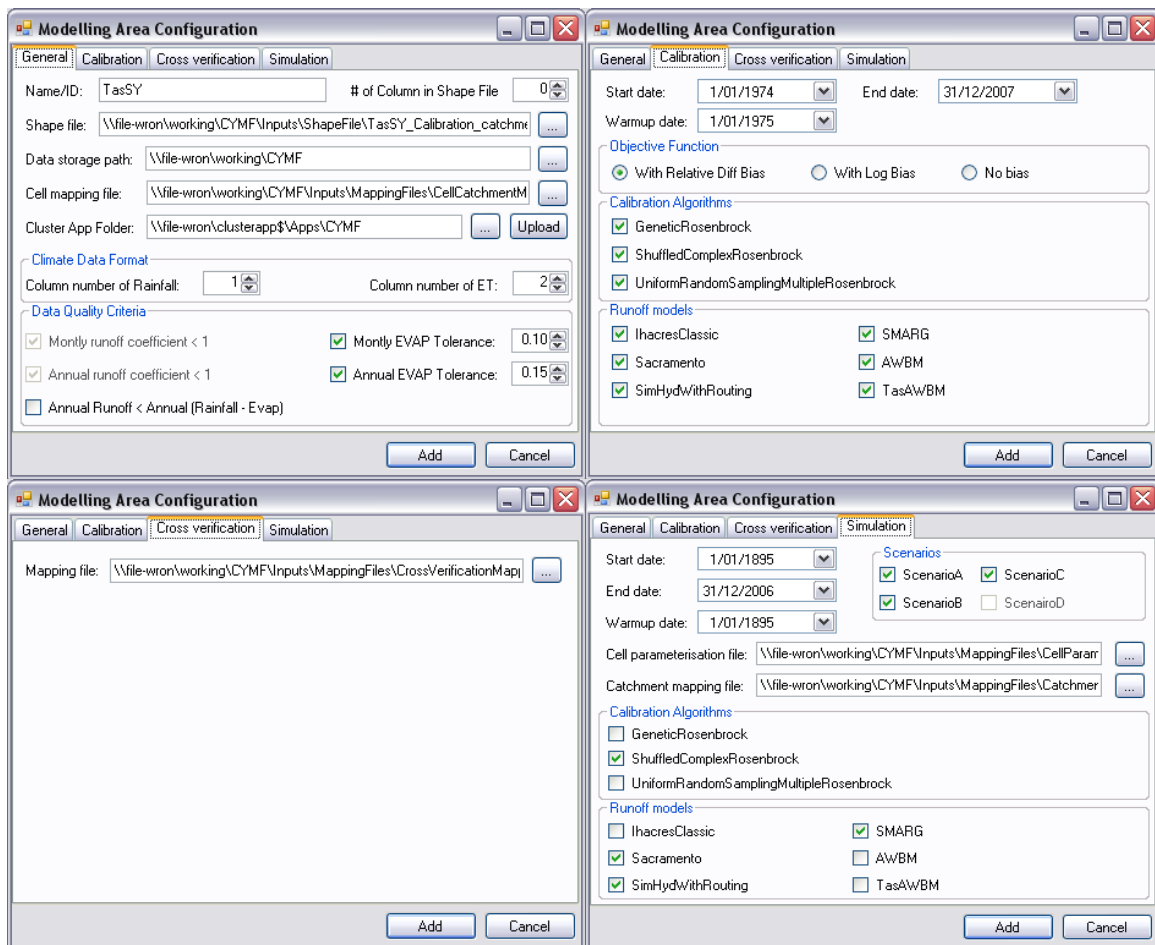 Modelling Area Configuration
General Calibration Cross verification Simulation
Name/ID: TasSY # of Column in Shape File 0
Shape file: \\file-wron\working\CYMF\Inputs\ShapeFile\TasSY_Calibration_catchme ...
Data storage path: \\file-wron\working\CYMF ...
Cell mapping file: \\file-wron\working\CYMF\Inputs\MappingFiles\CellCatchmentM ...
Cluster App Folder: \\file-wron\clusterapp$\Apps\CYMF ... Upload
Climate Data Format
Column number of Rainfall: 1 Column number of ET: 2
Data Quality Criteria
Montly runoff coefficient < 1 Montly EVAP Tolerance: 0.10
Annual runoff coefficient < 1 Annual EVAP Tolerance: 0.15
Annual Runoff < Annual (Rainfall - Evap)
Add Cancel
Modelling Area Configuration
General Calibration Cross verification Simulation
Start date: 1/01/1974 End date: 31/12/2007
Warmup date: 1/01/1975
Objective Function
With Relative Diff Bias With Log Bias No bias
Calibration Algorithms
GeneticRosenbrock
ShuffledComplexRosenbrock
UniformRandomSamplingMultipleRosenbrock
Runoff models
IhacresClassic SMARG
Sacramento AWBM
SimHydWithRouting TasAWBM
Add Cancel
Modelling Area Configuration
General Calibration Cross verification Simulation
Mapping file: \\file-wron\working\CYMF\Inputs\MappingFiles\CrossVerificationMapp ...
Add Cancel
Modelling Area Configuration
General Calibration Cross verification Simulation
Start date: 1/01/1895
End date: 31/12/2006
Warmup date: 1/01/1895
Scenarios
ScenarioA ScenarioC
ScenarioB ScenairoD
Cell parameterisation file: \\file-wron\working\CYMF\Inputs\MappingFiles\CellParam ...
Catchment mapping file: \\file-wron\working\CYMF\Inputs\MappingFiles\Catchmer ...
Calibration Algorithms
GeneticRosenbrock
ShuffledComplexRosenbrock
UniformRandomSamplingMultipleRosenbrock
Runoff models
IhacresClassic SMARG
Sacramento AWBM
SimHydWithRouting TasAWBM
Add Cancel